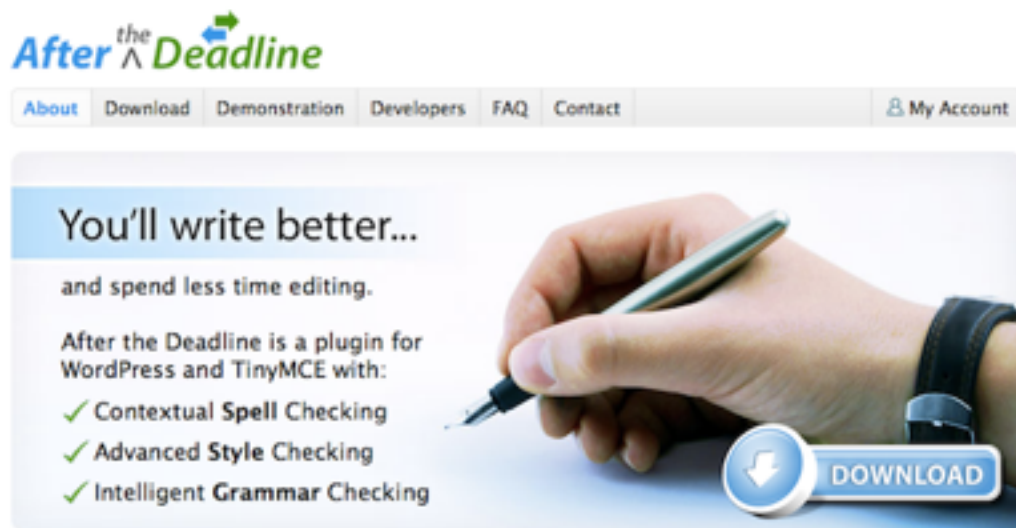 After the Deadline
About Download Demonstration Developers FAQ Contact My Account
You'll write better...
and spend less time editing.
After the Deadline is a plugin for
WordPress and TinyMCE with:
Contextual Spell Checking
Advanced Style Checking
Intelligent Grammar Checking
DOWNLOAD